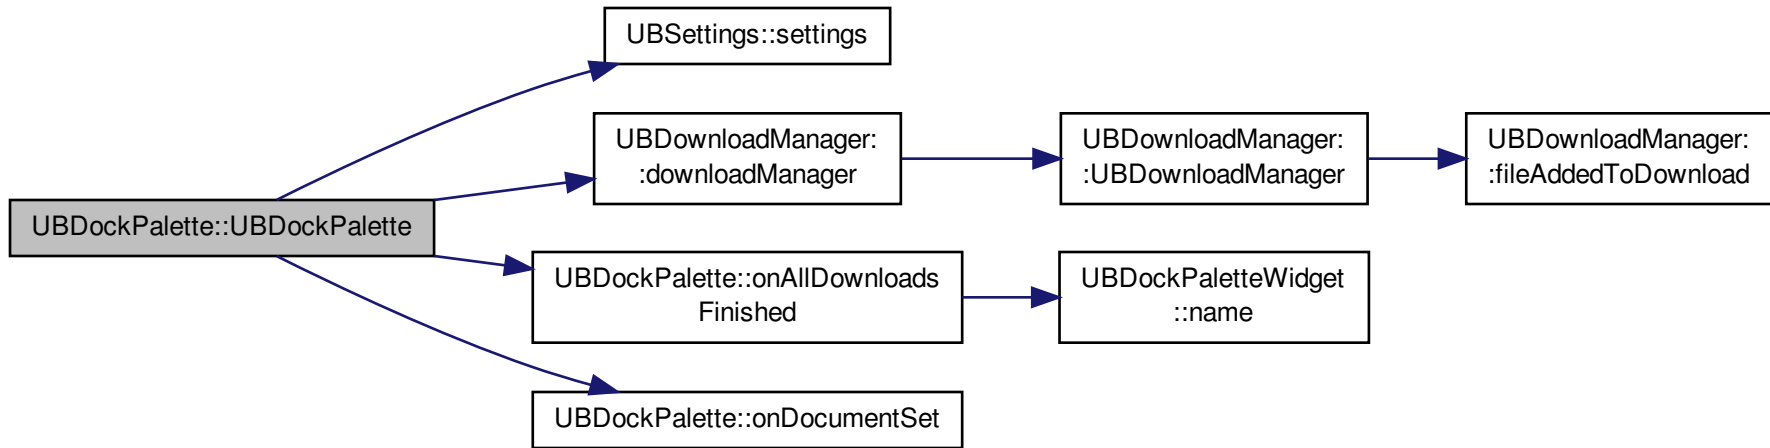 UBSettings::settings
UBDownloadManager:
:downloadManager
UBDownloadManager:
:UBDownloadManager
UBDownloadManager:
:fileAddedToDownload
UBDockPalette::UBDockPalette
UBDockPalette::onAllDownloads
Finished
UBDockPaletteWidget
::name
UBDockPalette::onDocumentSet